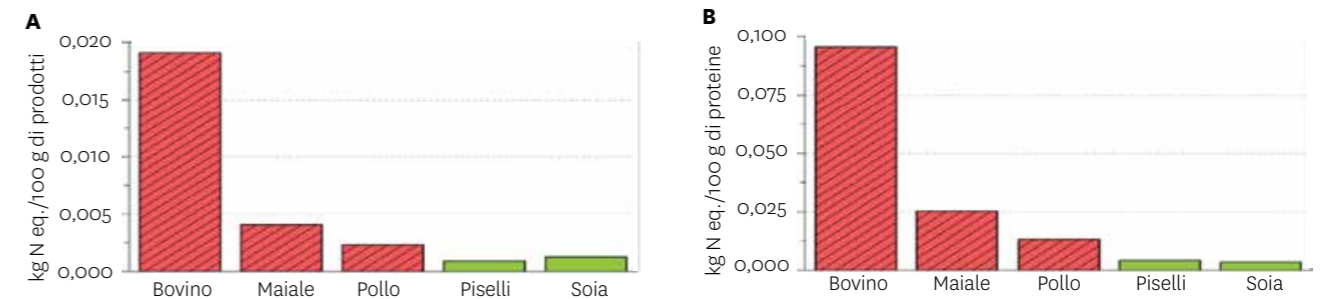 A
kg N eq./100 g di prodotti
0,020
0,015
0,010
0,005
0,000
Bovino Maiale Pollo Piselli Soia
B
kg N eq./100 g di proteine
0,100
0,075
0,050
0,025
0,000
Bovino Maiale Pollo Piselli Soia